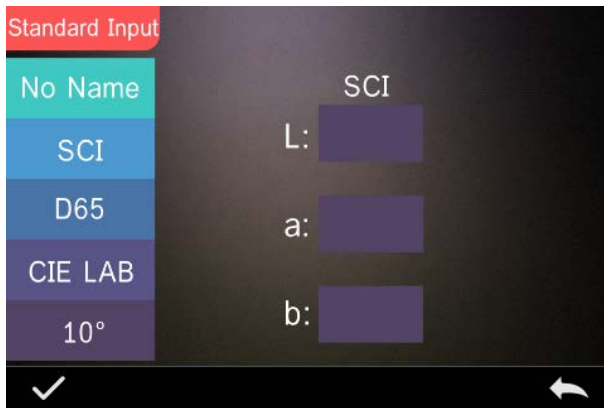 Standard Input
No Name
SCI
D65
CIE LAB
10°
SCI
L:
a:
b: